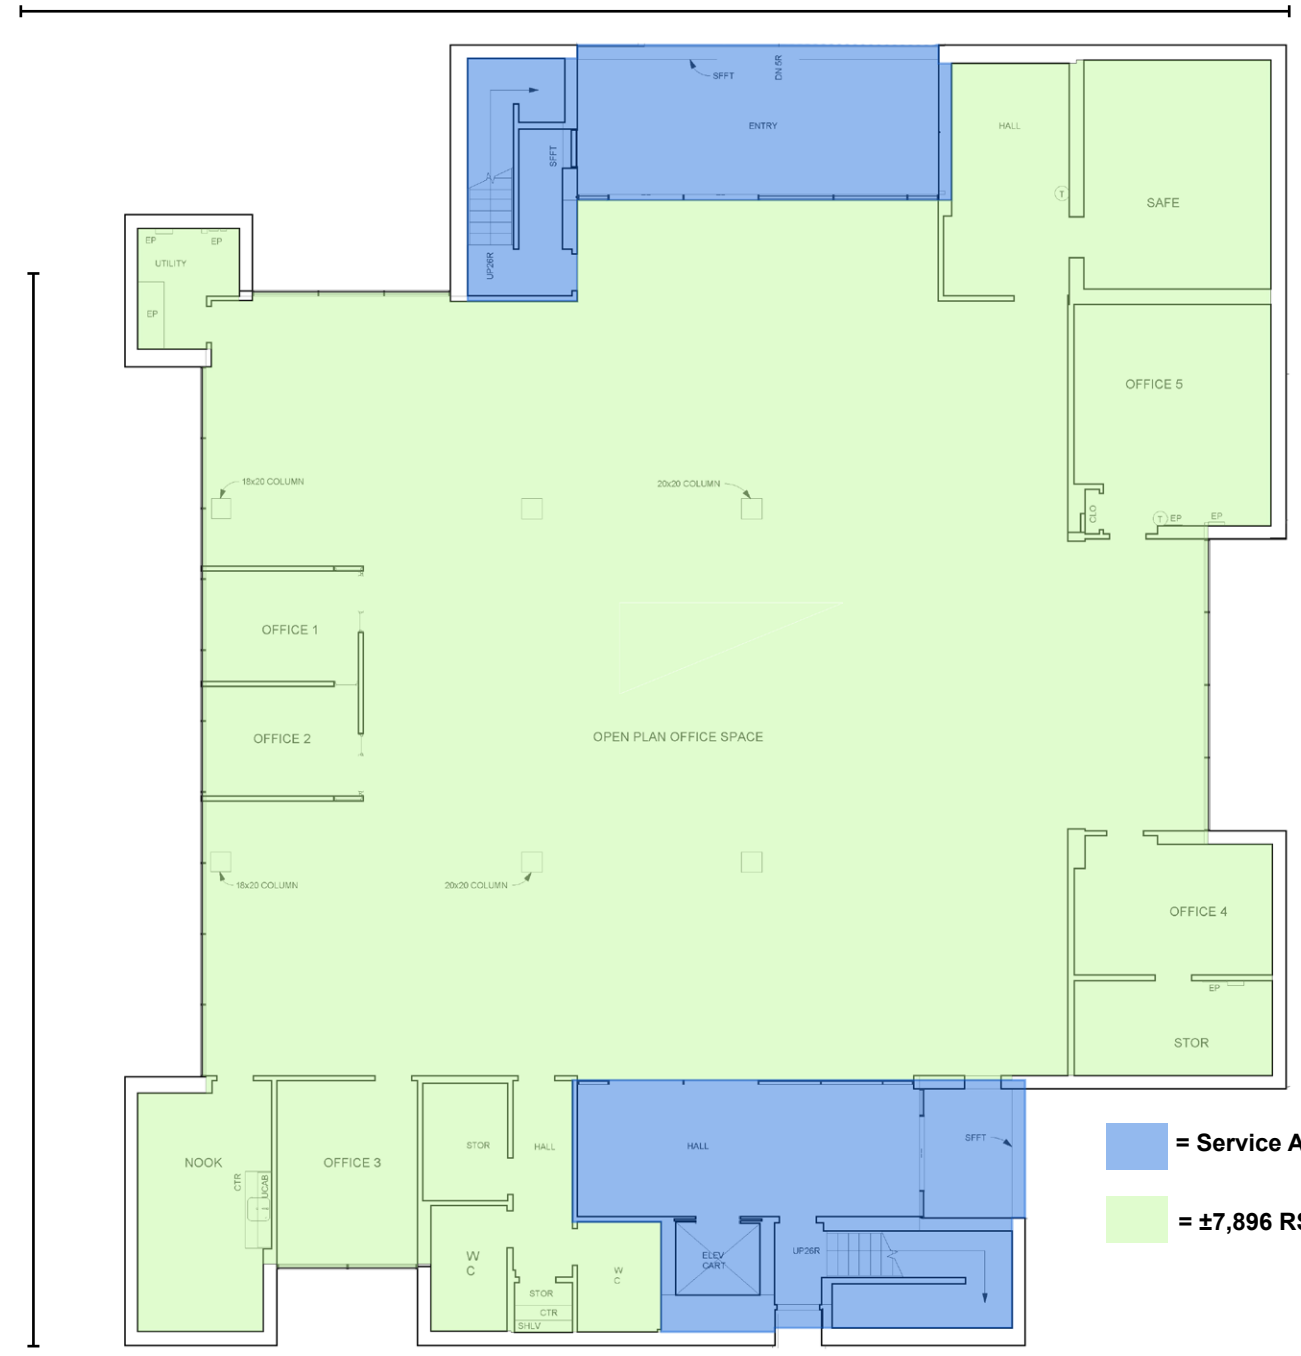 SFFT
DN 5R
ENTRY
HALL
SFFT
T
SAFE
EP
EP
UTILITY
UP26R
EP
OFFICE 5
18x20 COLUMN
20x20 COLUMN
CLO
T
EP
EP
OFFICE 1
OFFICE 2
OPEN PLAN OFFICE SPACE
18x20 COLUMN
20x20 COLUMN
OFFICE 4
EP
STOR
NOOK
CTR
UCAB
OFFICE 3
STOR
HALL
HALL
SFFT
= Service A
= ±7,896 RS
W
C
W
C
ELEV
CART
UP26R
STOR
CTR
SHLV